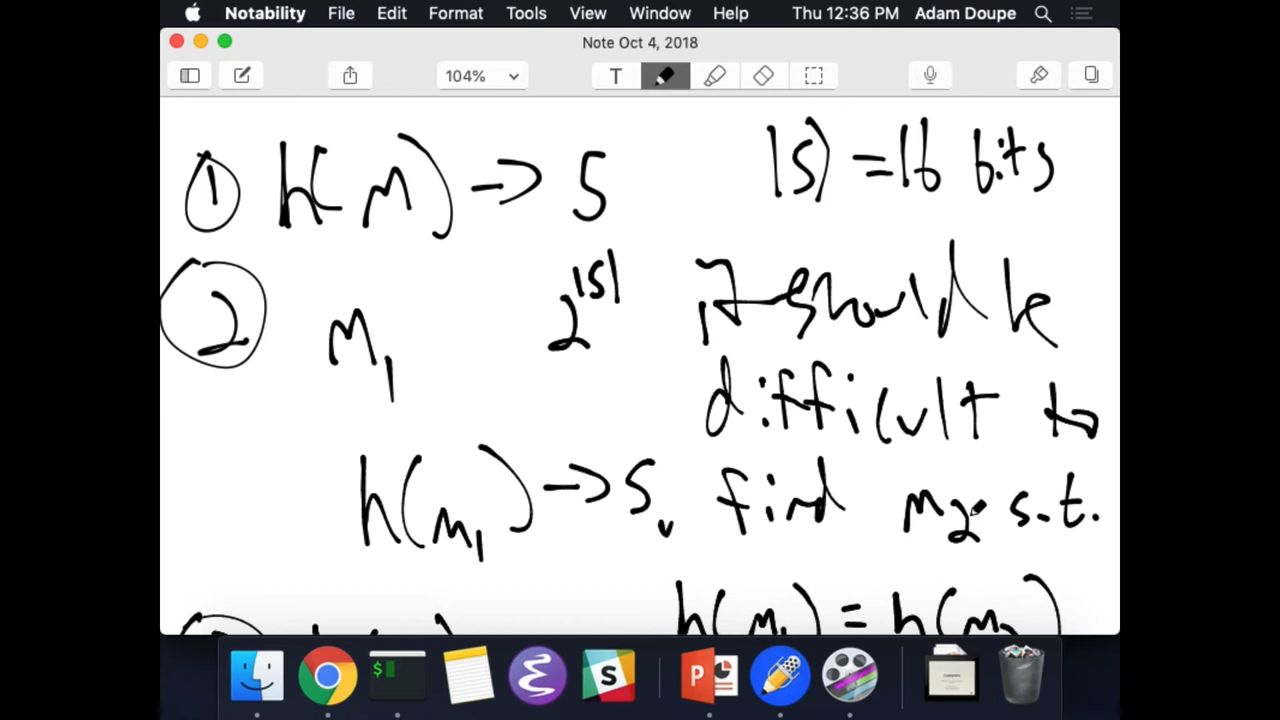 Notability File Edit Format Tools View Window Help Thu 12:36 PM Adam Doupe
Note Oct 4, 2018
104% T
① h(m) -> S |S| = 16 bits
② m₁ 2^|S| It should be
difficult to
h(m₁) -> S, find m₂ s.t.
h(m₁) = h(m₂)
$
S
P